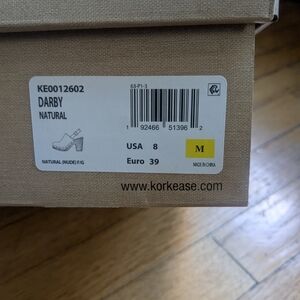 KE0012602
DARBY
NATURAL
NATURAL (NUDE) F/G
1 92466 51396 2
USA 8
Euro 39
M
MADE IN CHINA
www.korkease.com